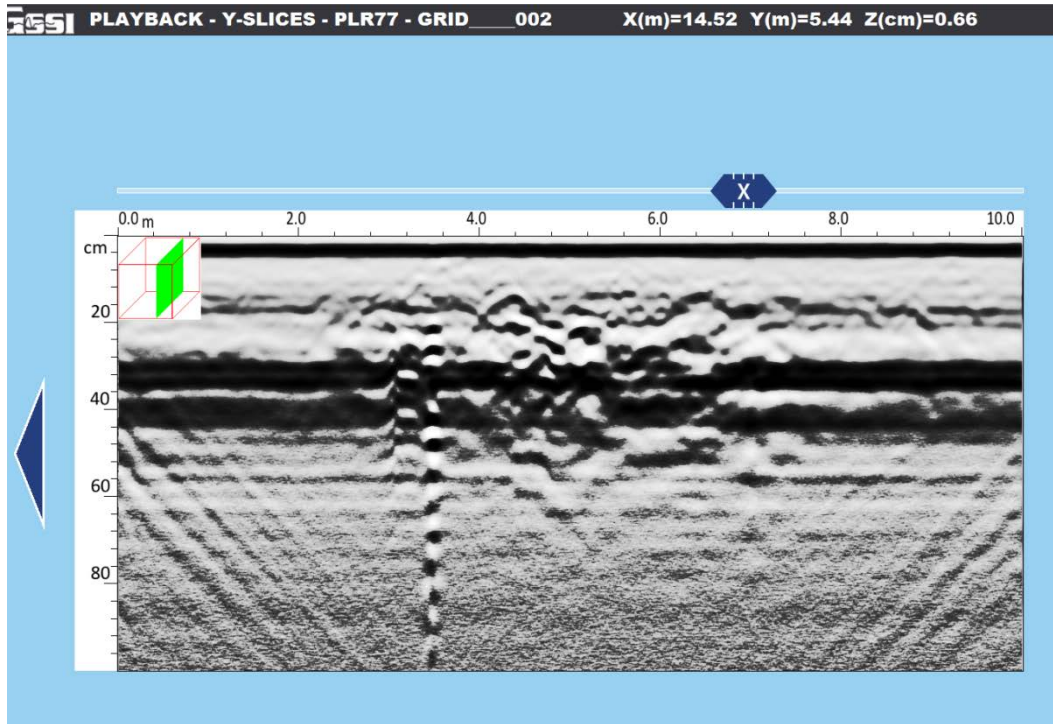 GSSI PLAYBACK - Y-SLICES - PLR77 - GRID____002 X(m)=14.52 Y(m)=5.44 Z(cm)=0.66
X
0.0 m 2.0 4.0 6.0 8.0 10.0
cm
20
40
60
80